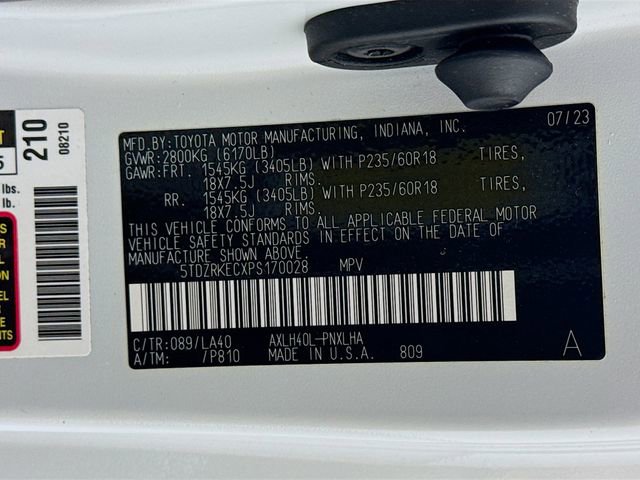 MFD.BY:TOYOTA MOTOR MANUFACTURING, INDIANA, INC. 07/23
GVWR:2800KG (6170LB)
GAWR:FRT. 1545KG (3405LB)WITH P235/60R18 TIRES,
18X7.5J RIMS.
RR. 1545KG (3405LB)WITH P235/60R18 TIRES,
18X7.5J RIMS.
THIS VEHICLE CONFORMS TO ALL APPLICABLE FEDERAL MOTOR
VEHICLE SAFETY STANDARDS IN EFFECT ON THE DATE OF
MANUFACTURE SHOWN ABOVE.
5TDZRKECXPS170028 MPV
C/TR:089/LA40 AXLH40L-PNXLHA
A/TM: /P810 MADE IN U.S.A. 809 A
210
08210
5
lbs.
lb.